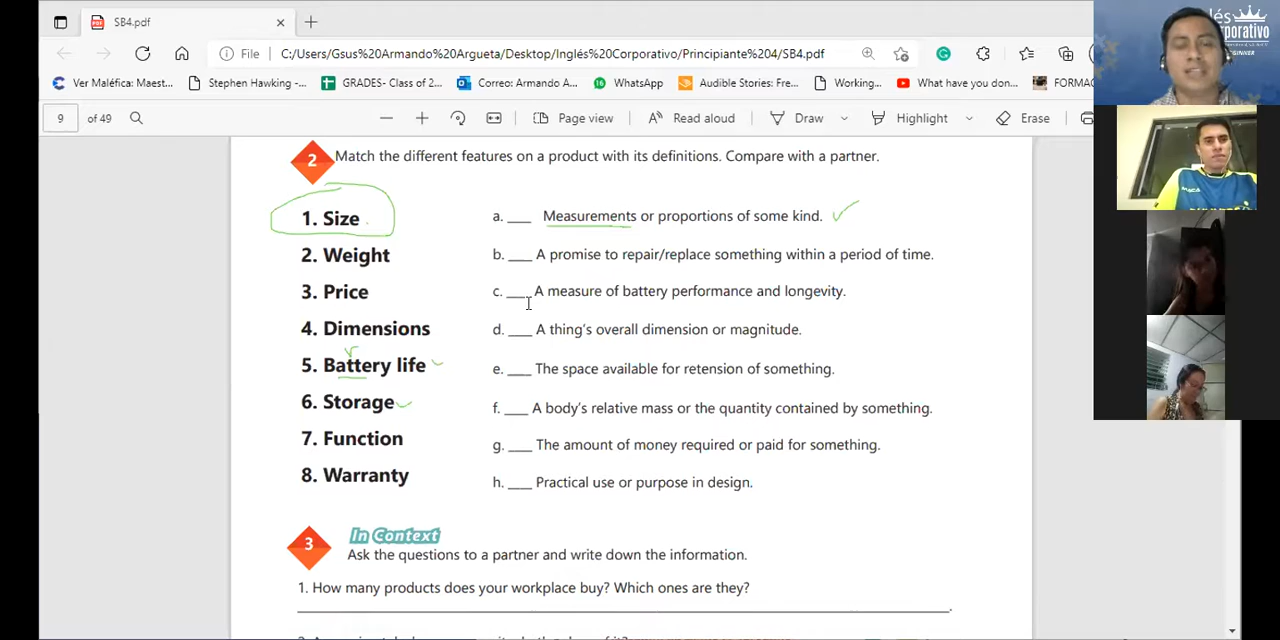 SB4.pdf
File C:/Users/Gsus%20Armando%20Argueta/Desktop/Inglés%20Corporativo/Principiante%204/SB4.pdf
Ver Maléfica: Maest... Stephen Hawking -... GRADES- Class of 2... Correo: Armando A... WhatsApp Audible Stories: Fre... Working... What have you don... FORMAC
9 of 49 Page view Read aloud Draw Highlight Erase
2 Match the different features on a product with its definitions. Compare with a partner.
1. Size
2. Weight
3. Price
4. Dimensions
5. Battery life
6. Storage
7. Function
8. Warranty
a. ___ Measurements or proportions of some kind.
b. ___ A promise to repair/replace something within a period of time.
c. ___ A measure of battery performance and longevity.
d. ___ A thing's overall dimension or magnitude.
e. ___ The space available for retention of something.
f. ___ A body's relative mass or the quantity contained by something.
g. ___ The amount of money required or paid for something.
h. ___ Practical use or purpose in design.
3 In Context
Ask the questions to a partner and write down the information.
1. How many products does your workplace buy? Which ones are they?
lés
rporativo